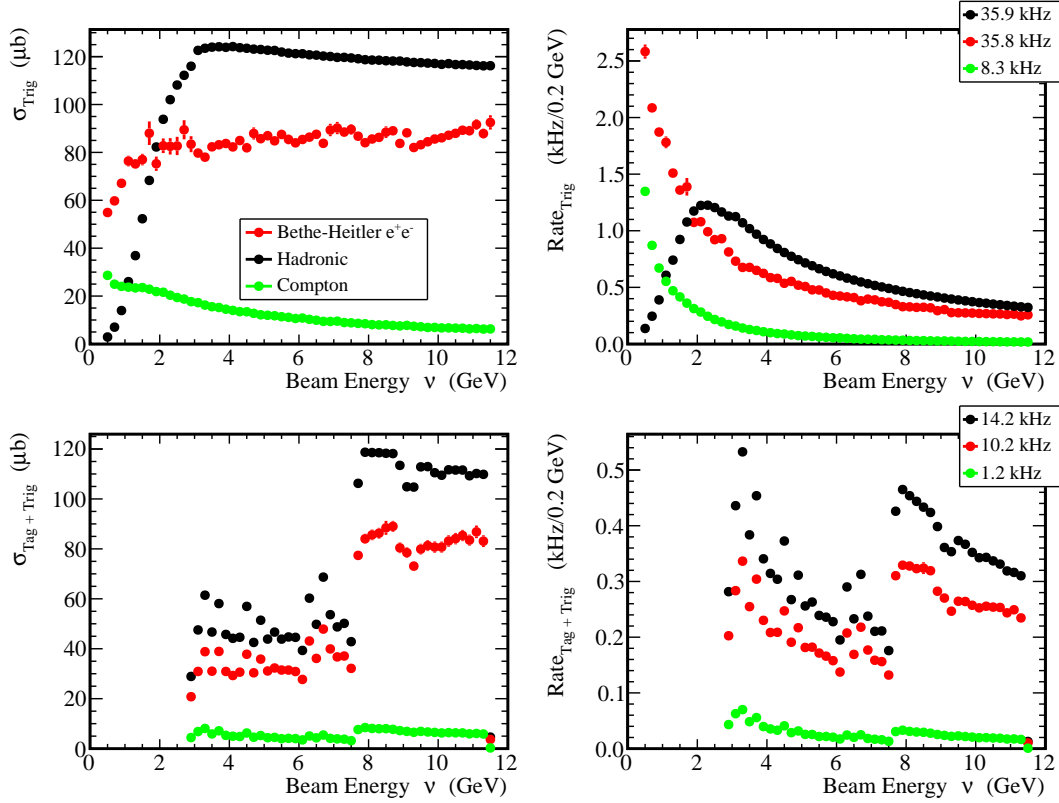 σTrig (μb)
120
100
80
60
40
20
0
Bethe-Heitler e+e-
Hadronic
Compton
0 2 4 6 8 10 12
Beam Energy ν (GeV)
35.9 kHz
35.8 kHz
8.3 kHz
RateTrig (kHz/0.2 GeV)
2.5
2.0
1.5
1.0
0.5
0.0
0 2 4 6 8 10 12
Beam Energy ν (GeV)
σTag + Trig (μb)
120
100
80
60
40
20
0
0 2 4 6 8 10 12
Beam Energy ν (GeV)
14.2 kHz
10.2 kHz
1.2 kHz
RateTag + Trig (kHz/0.2 GeV)
0.5
0.4
0.3
0.2
0.1
0.0
0 2 4 6 8 10 12
Beam Energy ν (GeV)